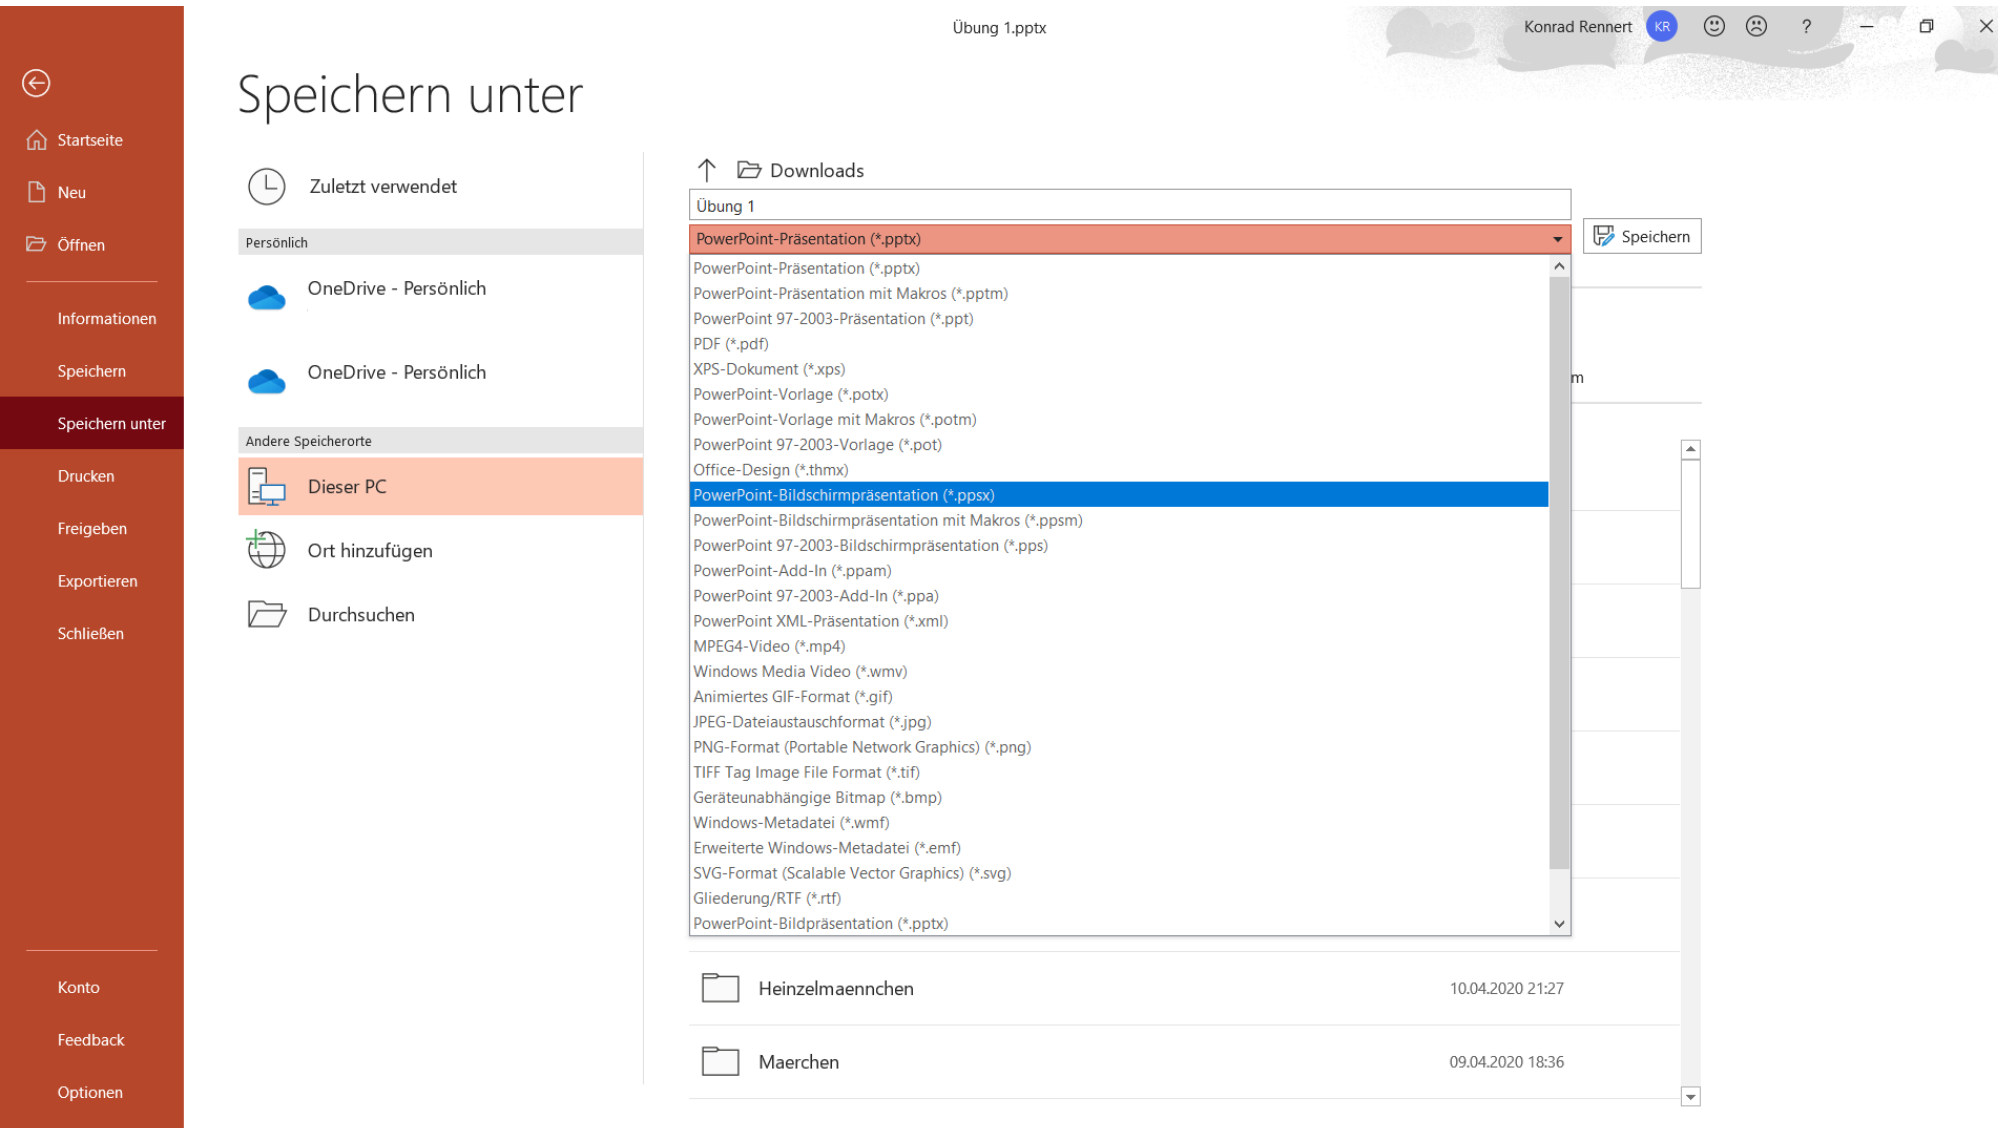 Übung 1.pptx
Konrad Rennert
KR
?
Speichern unter
Startseite
Neu
Öffnen
Informationen
Speichern
Speichern unter
Drucken
Freigeben
Exportieren
Schließen
Konto
Feedback
Optionen
Zuletzt verwendet
Persönlich
OneDrive - Persönlich
OneDrive - Persönlich
Andere Speicherorte
Dieser PC
Ort hinzufügen
Durchsuchen
Downloads
Übung 1
PowerPoint-Präsentation (*.pptx)
Speichern
PowerPoint-Präsentation (*.pptx)
PowerPoint-Präsentation mit Makros (*.pptm)
PowerPoint 97-2003-Präsentation (*.ppt)
PDF (*.pdf)
XPS-Dokument (*.xps)
m
PowerPoint-Vorlage (*.potx)
PowerPoint-Vorlage mit Makros (*.potm)
PowerPoint 97-2003-Vorlage (*.pot)
Office-Design (*.thmx)
PowerPoint-Bildschirmpräsentation (*.ppsx)
PowerPoint-Bildschirmpräsentation mit Makros (*.ppsm)
PowerPoint 97-2003-Bildschirmpräsentation (*.pps)
PowerPoint-Add-In (*.ppam)
PowerPoint 97-2003-Add-In (*.ppa)
PowerPoint XML-Präsentation (*.xml)
MPEG4-Video (*.mp4)
Windows Media Video (*.wmv)
Animiertes GIF-Format (*.gif)
JPEG-Dateiaustauschformat (*.jpg)
PNG-Format (Portable Network Graphics) (*.png)
TIFF Tag Image File Format (*.tif)
Geräteunabhängige Bitmap (*.bmp)
Windows-Metadatei (*.wmf)
Erweiterte Windows-Metadatei (*.emf)
SVG-Format (Scalable Vector Graphics) (*.svg)
Gliederung/RTF (*.rtf)
PowerPoint-Bildpräsentation (*.pptx)
Heinzelmaennchen 10.04.2020 21:27
Maerchen 09.04.2020 18:36